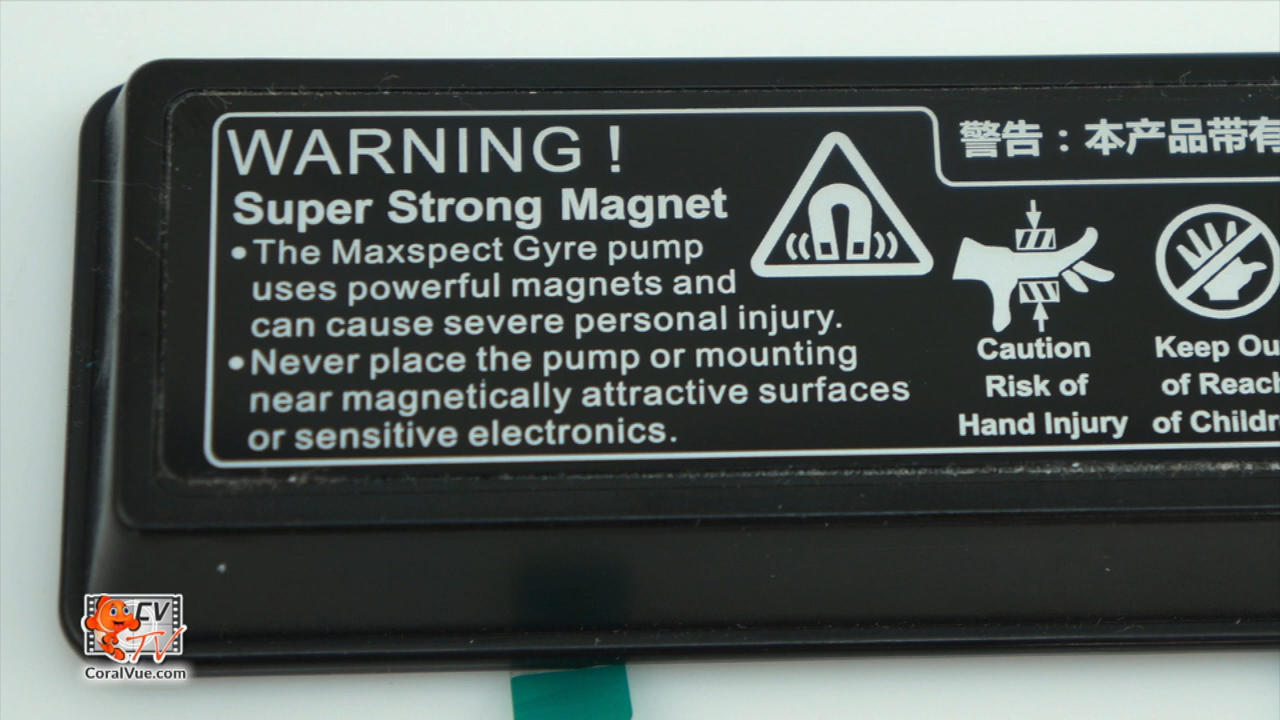 WARNING !
Super Strong Magnet
•The Maxspect Gyre pump
uses powerful magnets and
can cause severe personal injury.
•Never place the pump or mounting
near magnetically attractive surfaces
or sensitive electronics.
警告：本产品带有
Caution
Risk of
Hand Injury
Keep Ou
of Reach
of Childr
CV
TV
CoralVue.com